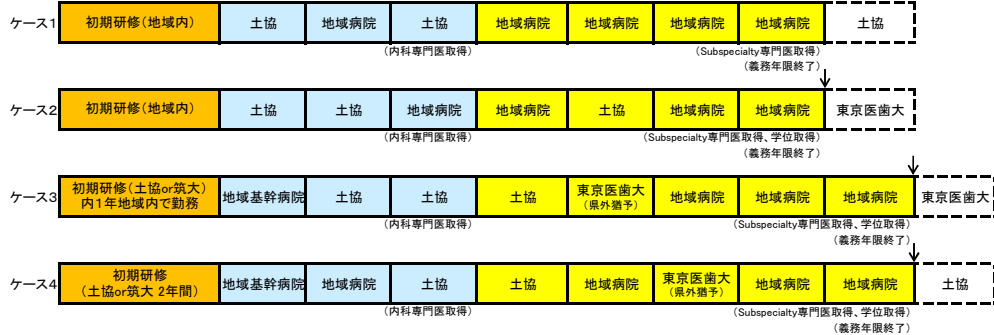 ケース1 初期研修(地域内) 土協 地域病院 土協 地域病院 地域病院 地域病院 地域病院 土協
(内科専門医取得) (Subspecialty専門医取得)
(義務年限終了)
ケース2 初期研修(地域内) 土協 土協 地域病院 地域病院 土協 地域病院 地域病院 東京医歯大
(内科専門医取得) (Subspecialty専門医取得、学位取得)
(義務年限終了)
ケース3 初期研修(土協or筑大) 内1年地域内で勤務 地域基幹病院 土協 土協 土協 東京医歯大 (県外猶予) 地域病院 地域病院 地域病院 東京医歯大
(内科専門医取得) (Subspecialty専門医取得、学位取得)
(義務年限終了)
ケース4 初期研修 (土協or筑大 2年間) 地域基幹病院 地域病院 土協 土協 地域病院 東京医歯大 (県外猶予) 地域病院 地域病院 土協
(内科専門医取得) (Subspecialty専門医取得、学位取得)
(義務年限終了)